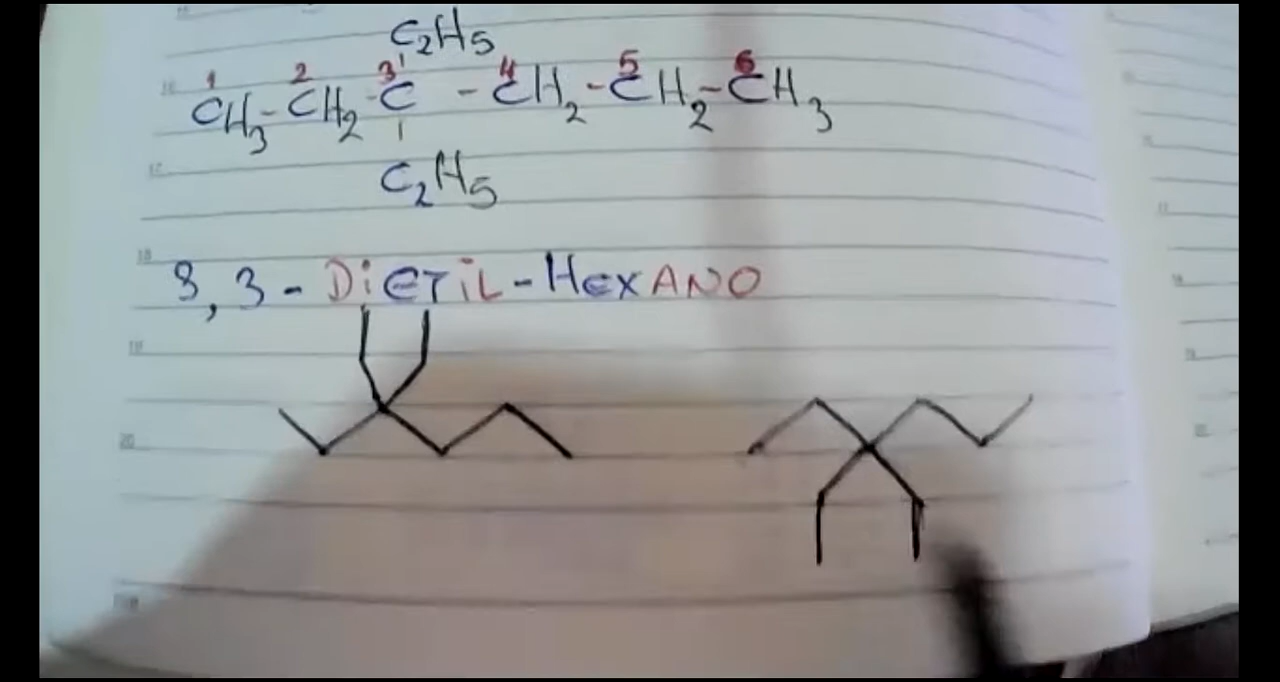 C2H5
1 2 3 4 5 6
CH3-CH2-C-CH2-CH2-CH3
C2H5
3,3-DiETiL-HexANO